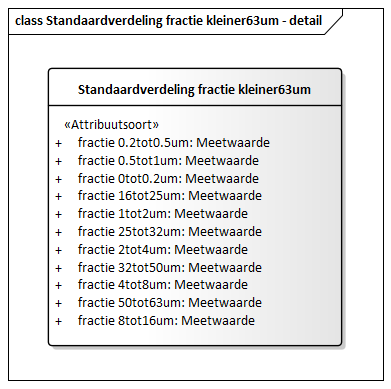 class Standaardverdeling fractie kleiner63um - detail
Standaardverdeling fractie kleiner63um
«Attribuutsoort»
+ fractie 0.2tot0.5um: Meetwaarde
+ fractie 0.5tot1um: Meetwaarde
+ fractie 0tot0.2um: Meetwaarde
+ fractie 16tot25um: Meetwaarde
+ fractie 1tot2um: Meetwaarde
+ fractie 25tot32um: Meetwaarde
+ fractie 2tot4um: Meetwaarde
+ fractie 32tot50um: Meetwaarde
+ fractie 4tot8um: Meetwaarde
+ fractie 50tot63um: Meetwaarde
+ fractie 8tot16um: Meetwaarde